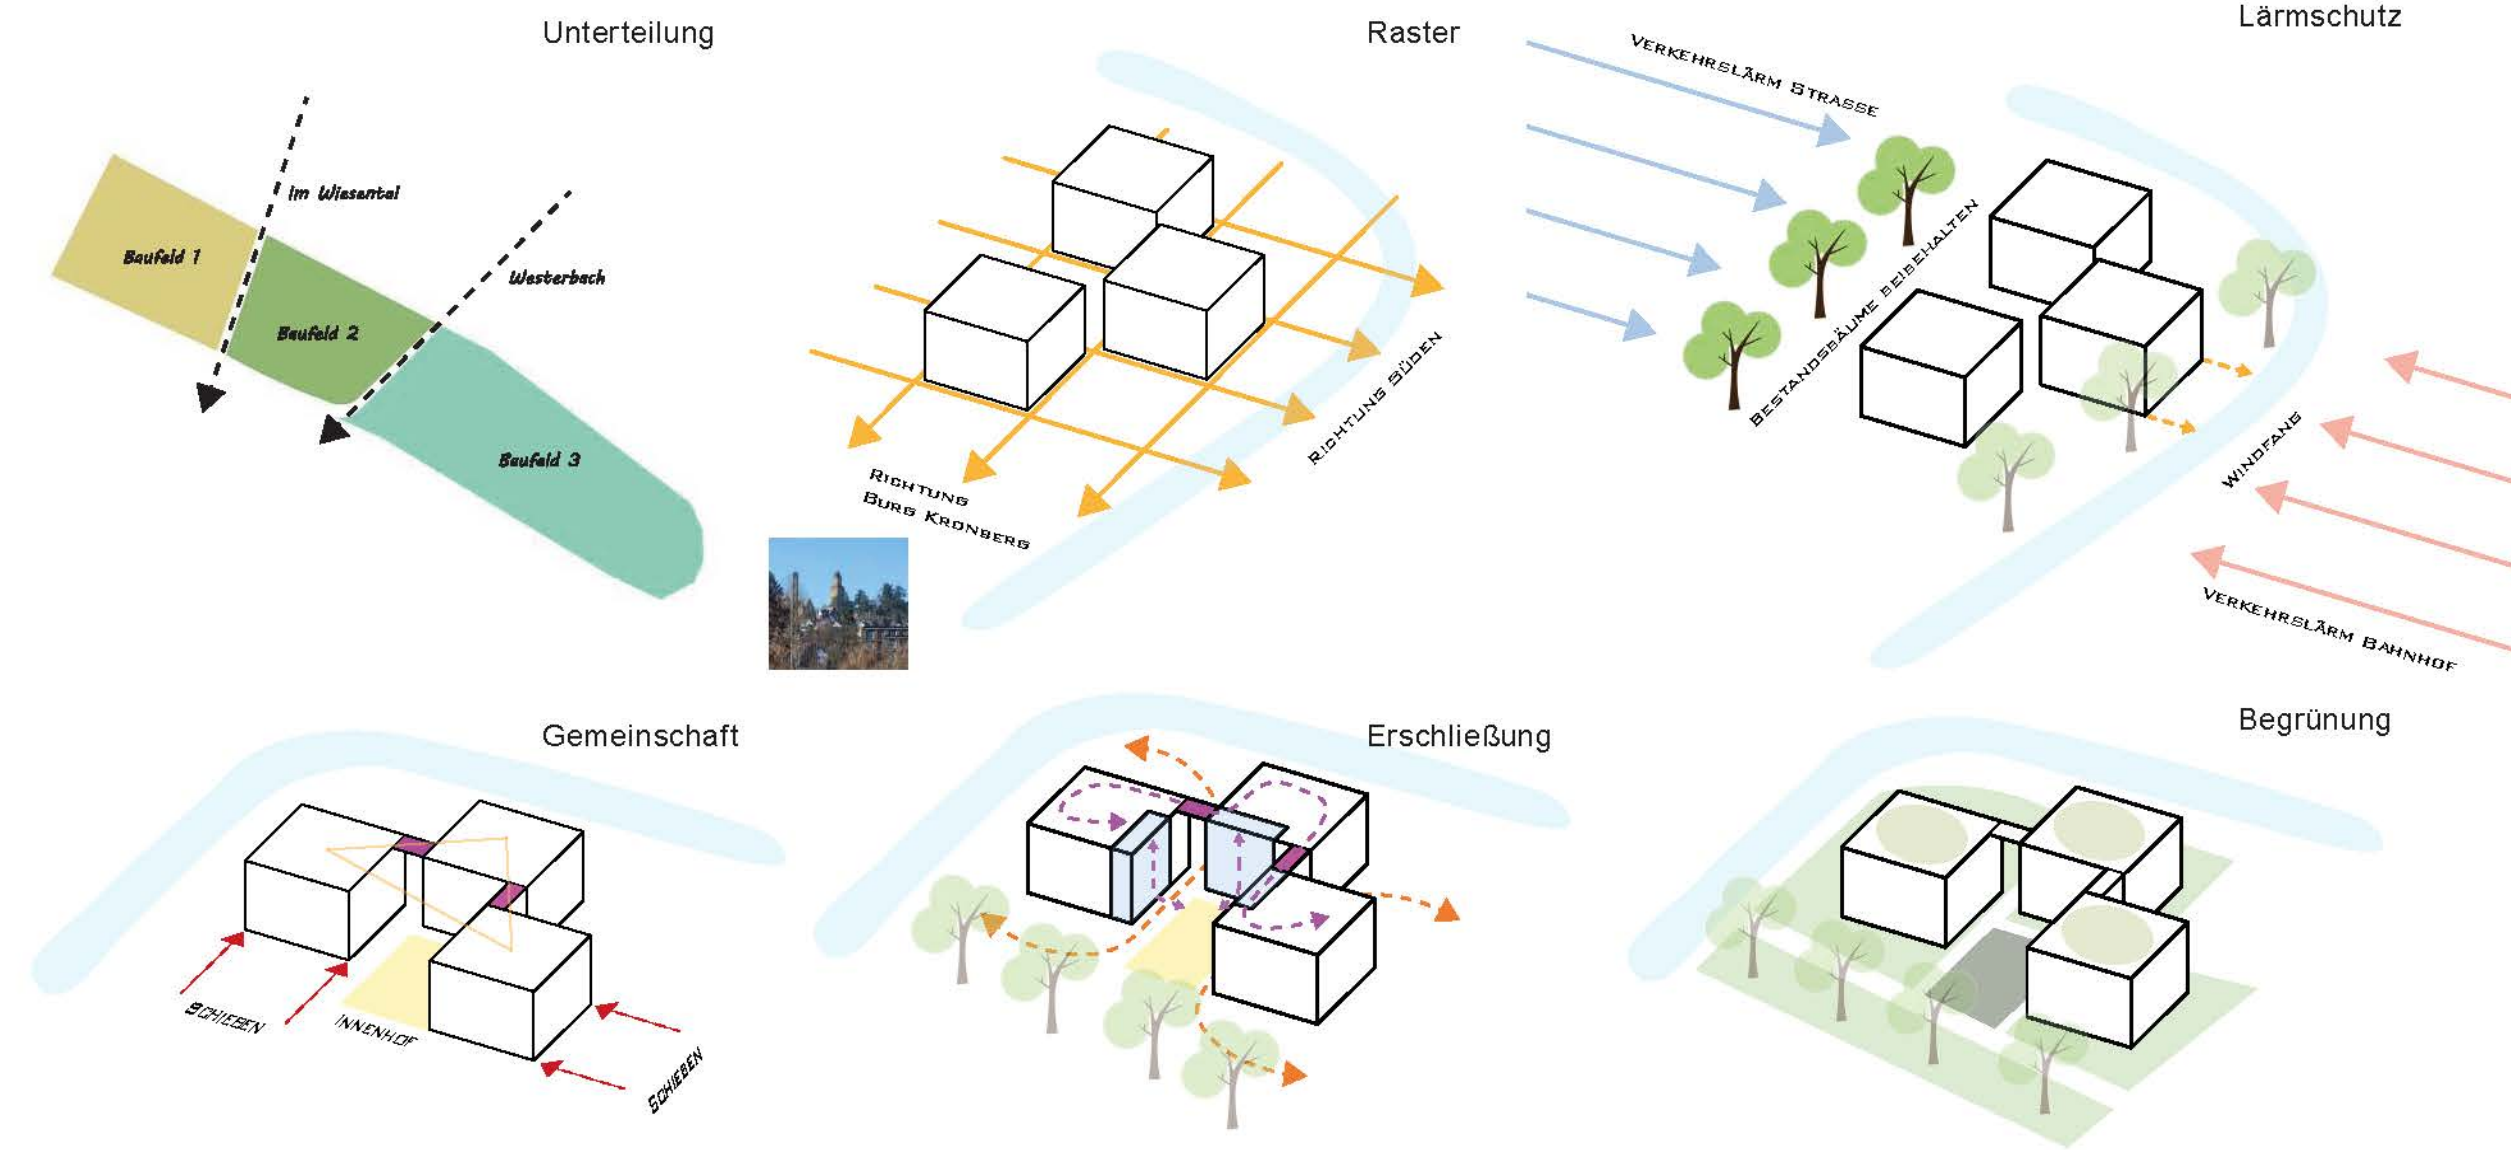 Unterteilung
im Wiesental
Westerbach
Baufeld 1
Baufeld 2
Baufeld 3
Raster
RICHTUNG SÜDEN
RICHTUNG
BURG KRONBERG
Lärmschutz
VERKEHRSLÄRM STRASSE
BESTANDSBÄUME BEIBEHALTEN
WINDFANG
VERKEHRSLÄRM BAHNHOF
Gemeinschaft
SCHIEBEN
INNENHOF
SCHIEBEN
Erschließung
Begrünung